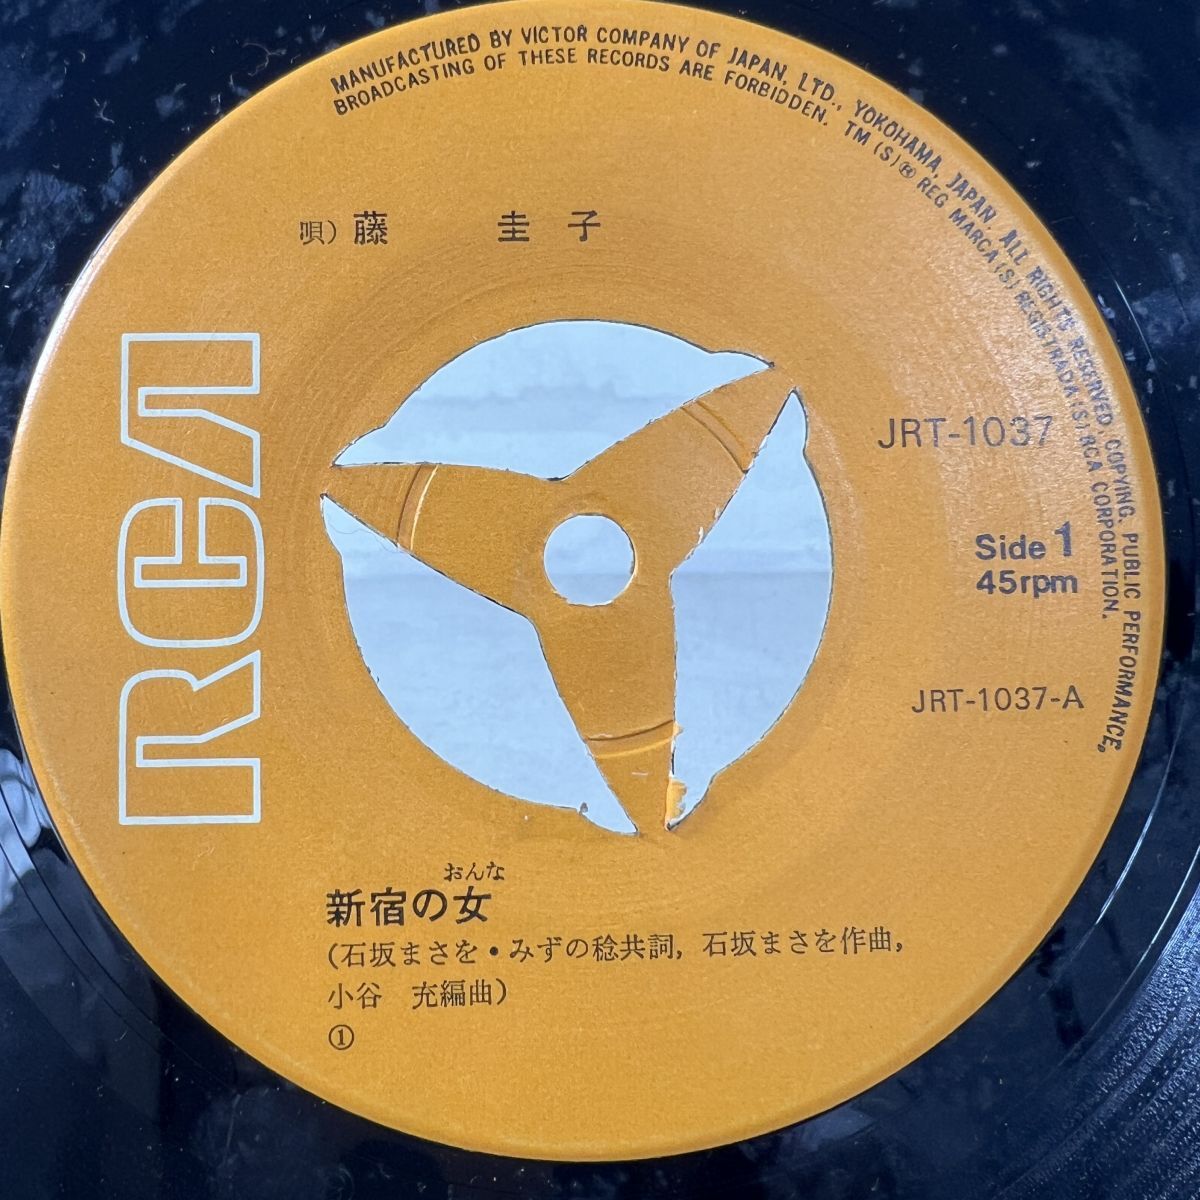 MANUFACTURED BY VICTOR COMPANY OF JAPAN, LTD., YOKOHAMA, JAPAN. ALL RIGHTS RESERVED COPYING, PUBLIC PERFORMANCE,
BROADCASTING OF THESE RECORDS ARE FORBIDDEN. TM(S)® REG MARCA(S) REGISTRADA(S) RCA CORPORATION.
唄) 藤 圭子
RCA
JRT-1037
Side 1
45rpm
JRT-1037-A
おんな
新宿の女
(石坂まさを・みずの稔共詞, 石坂まさを作曲,
小谷 充編曲)
①